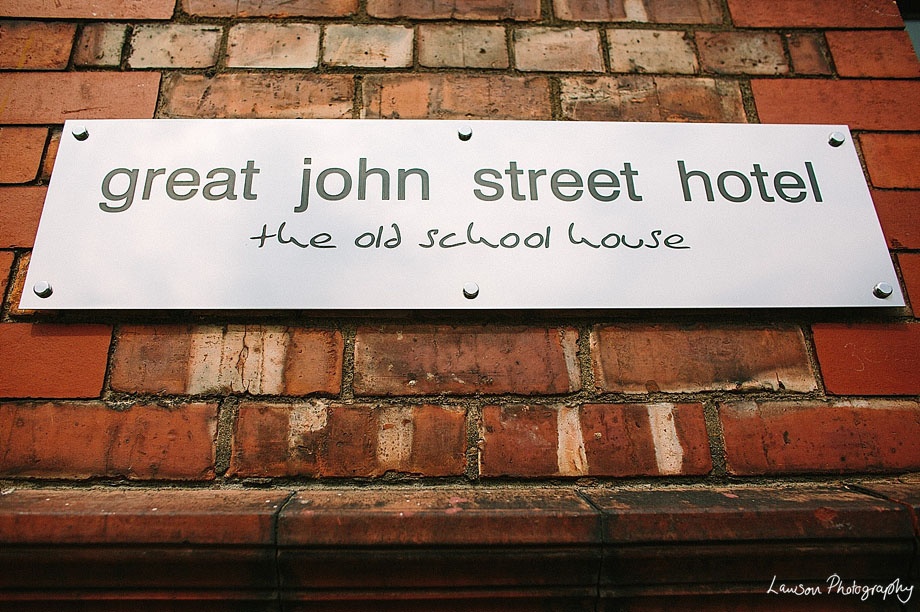 great john street hotel
the old school house
Lawson Photography